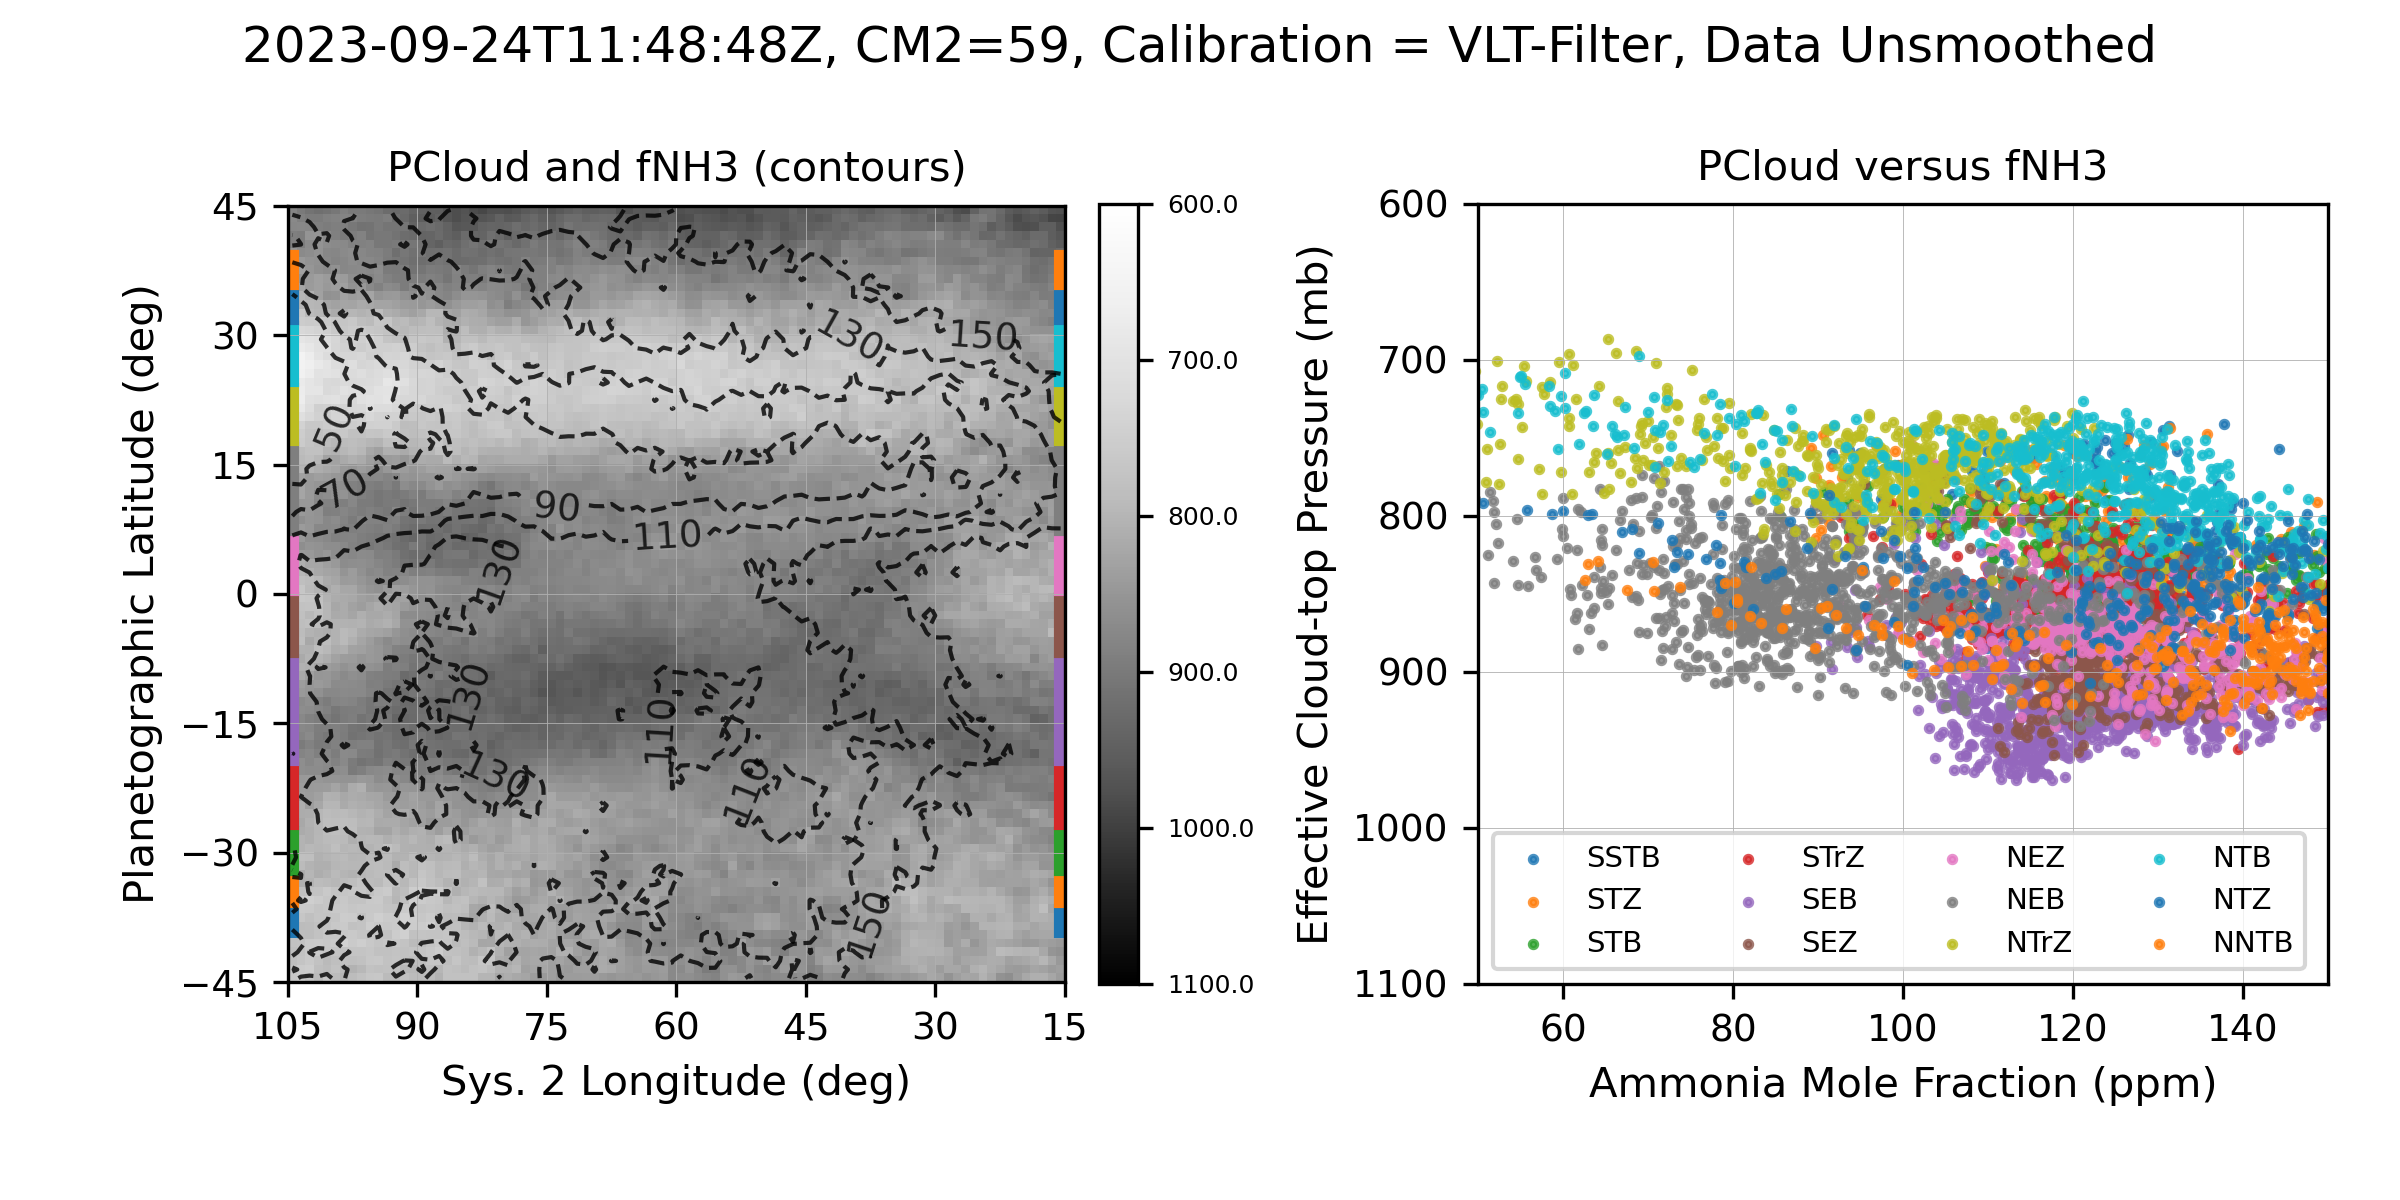 2023-09-24T11:48:48Z, CM2=59, Calibration = VLT-Filter, Data Unsmoothed
PCloud and fNH3 (contours)
45
30
15
0
−15
−30
−45
Planetographic Latitude (deg)
105 90 75 60 45 30 15
Sys. 2 Longitude (deg)
130
150
50
70
90
110
130
130
110
130
110
150
600.0
700.0
800.0
900.0
1000.0
1100.0
PCloud versus fNH3
600
700
800
900
1000
1100
Effective Cloud-top Pressure (mb)
SSTB STrZ NEZ NTB
STZ SEB NEB NTZ
STB SEZ NTrZ NNTB
60 80 100 120 140
Ammonia Mole Fraction (ppm)